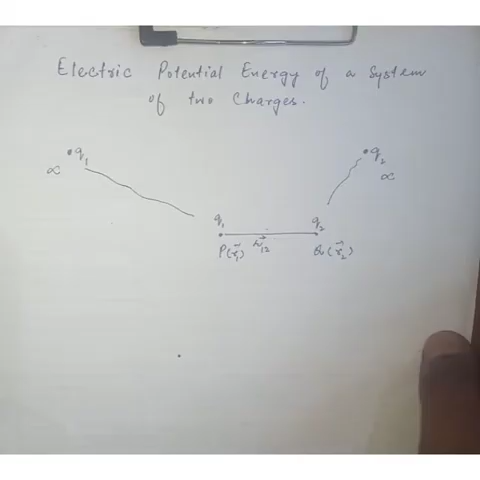 Electric Potential Energy of a System
of two Charges.
q₁ q₂
∝ ∝
q₁ q₂
P(r⃗₁) r⃗₁₂ Q(r⃗₂)